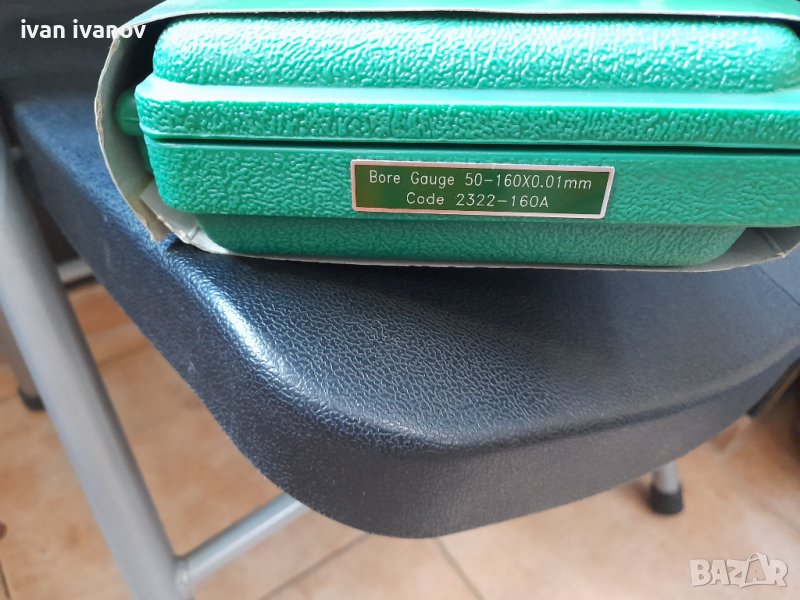 ivan ivanov
Bore Gauge 50-160X0.01mm
Code 2322-160A
BAZAR